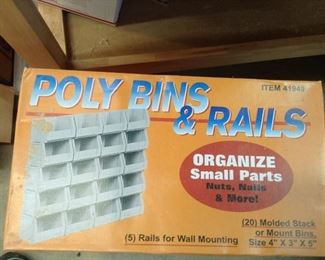 ITEM 41949
POLY BINS
& RAILS
ORGANIZE
Small Parts
Nuts, Nails
& More!
(20) Molded Stack
or Mount Bins,
Size 4" X 3" X 5"
(5) Rails for Wall Mounting